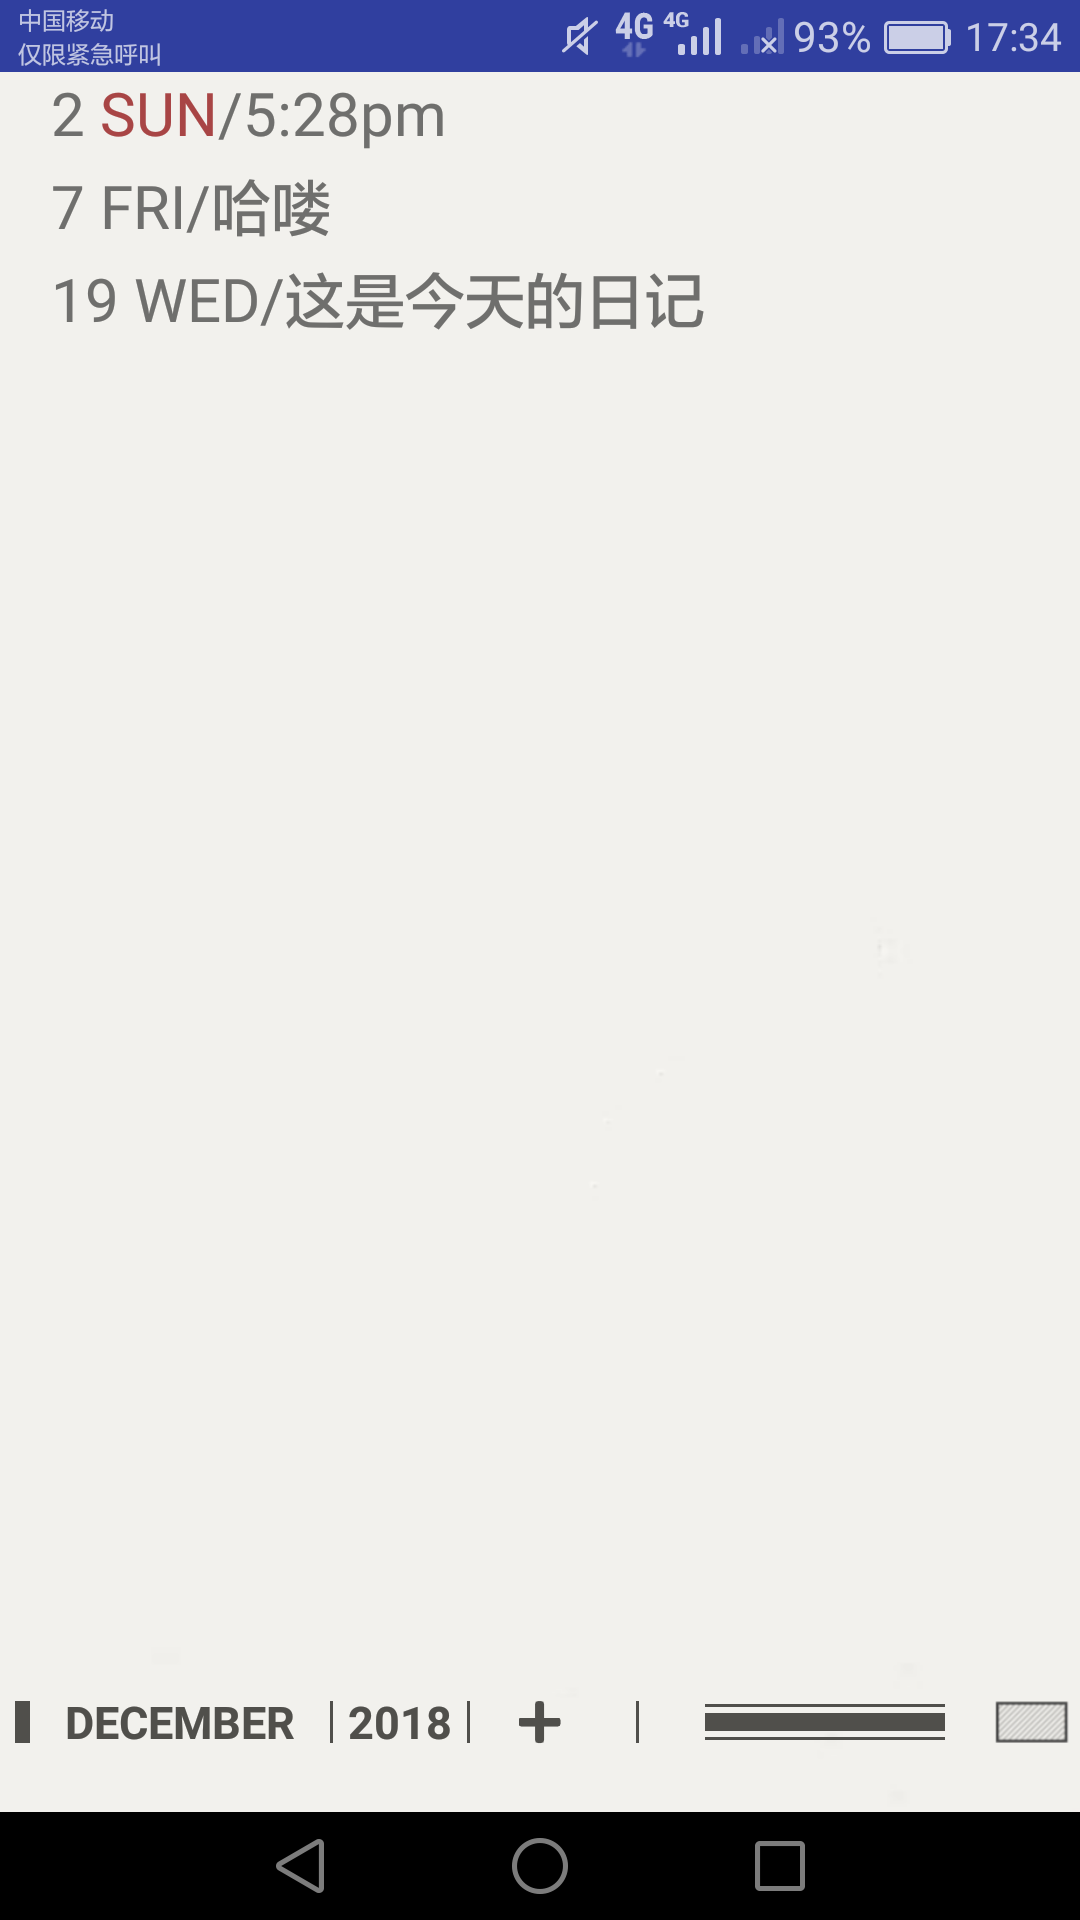 中国移动
仅限紧急呼叫
4G 4G 93% 17:34
2 SUN/5:28pm
7 FRI/哈喽
19 WED/这是今天的日记
DECEMBER 2018